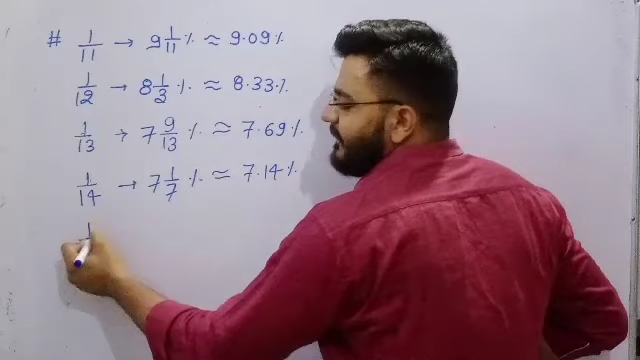 # 1/11 → 9 1/11 % ≈ 9.09%
1/12 → 8 1/3 % ≈ 8.33%
1/13 → 7 9/13 % ≈ 7.69%
1/14 → 7 1/7 % ≈ 7.14%
1